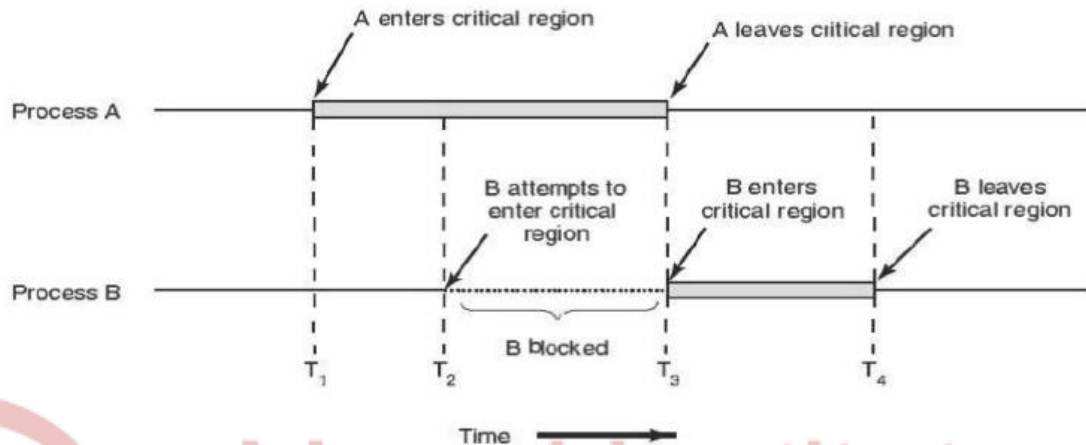 A enters critical region
A leaves critical region
Process A
B attempts to
enter critical
region
B enters
critical region
B leaves
critical region
Process B
B blocked
T1
T2
T3
T4
Time